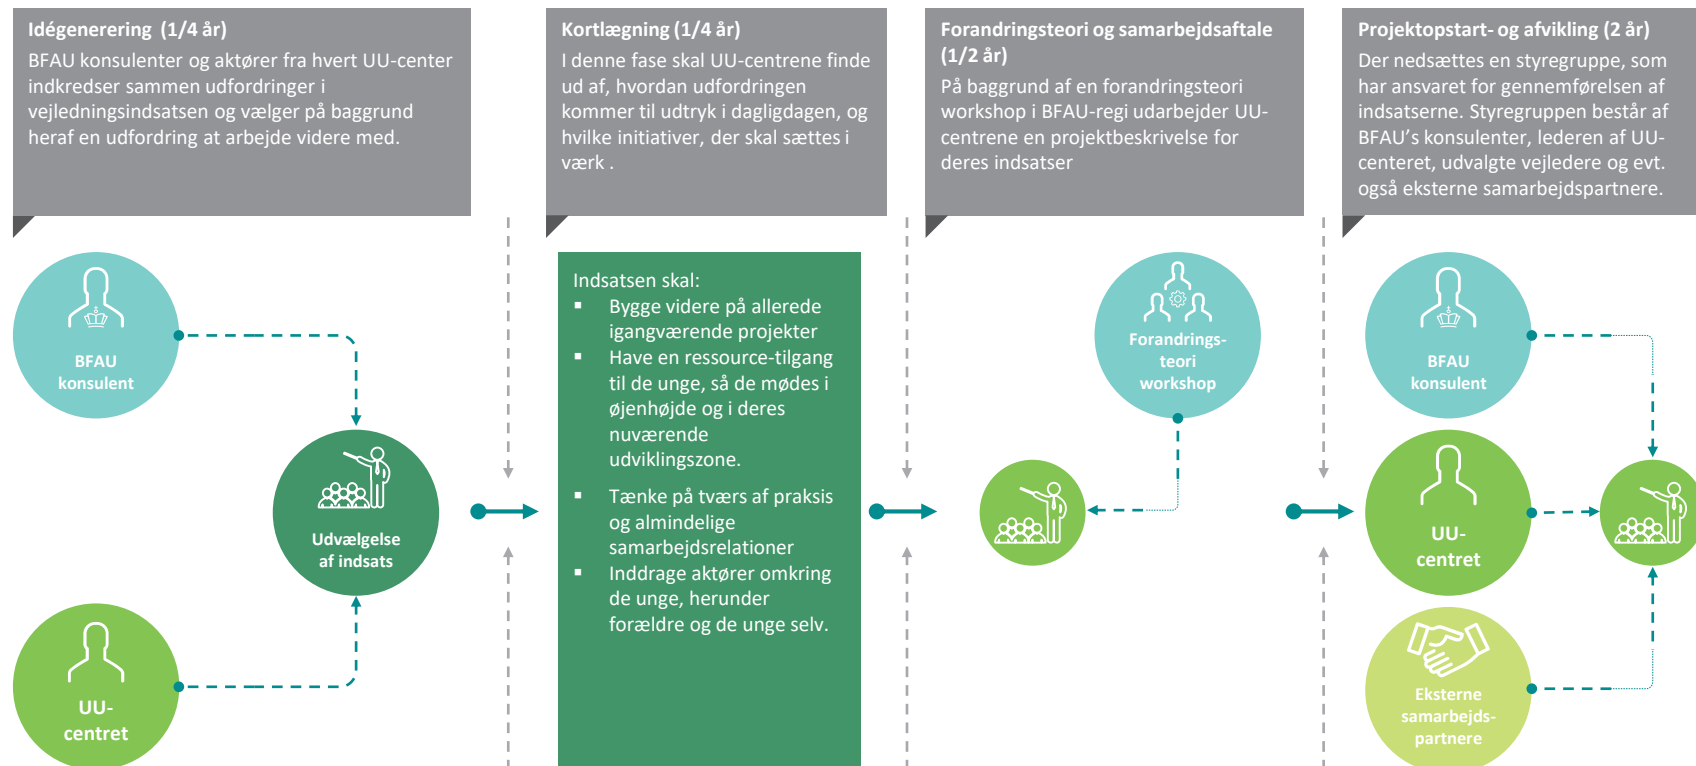 Idégenerering (1/4 år)
BFAU konsulenter og aktører fra hvert UU-center
indkredser sammen udfordringer i
vejledningsindsatsen og vælger på baggrund
heraf en udfordring at arbejde videre med.
Kortlægning (1/4 år)
I denne fase skal UU-centrene finde
ud af, hvordan udfordringen
kommer til udtryk i dagligdagen, og
hvilke initiativer, der skal sættes i
værk .
Forandringsteori og samarbejdsaftale
(1/2 år)
På baggrund af en forandringsteori
workshop i BFAU-regi udarbejder UU-
centrene en projektbeskrivelse for
deres indsatser
Projektopstart- og afvikling (2 år)
Der nedsættes en styregruppe, som
har ansvaret for gennemførelsen af
indsatserne. Styregruppen består af
BFAU's konsulenter, lederen af UU-
centeret, udvalgte vejledere og evt.
også eksterne samarbejdspartnere.
BFAU
konsulent
Udvælgelse
af indsats
UU-
centret
Indsatsen skal:
▪ Bygge videre på allerede
igangværende projekter
▪ Have en ressource-tilgang
til de unge, så de mødes i
øjenhøjde og i deres
nuværende
udviklingszone.
▪ Tænke på tværs af praksis
og almindelige
samarbejdsrelationer
▪ Inddrage aktører omkring
de unge, herunder
forældre og de unge selv.
Forandrings-
teori
workshop
BFAU
konsulent
UU-
centret
Eksterne
samarbejds-
partnere